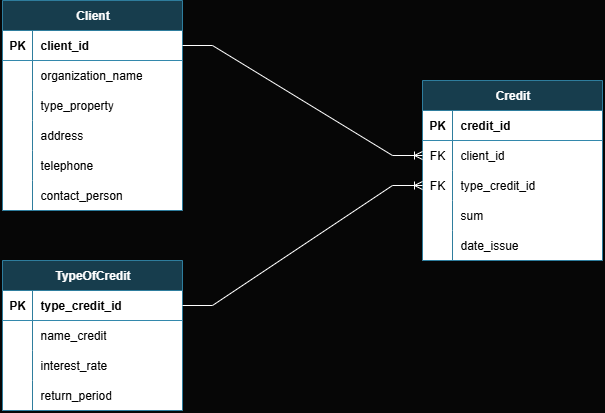 Client
PK client_id
organization_name
type_property
address
telephone
contact_person
Credit
PK credit_id
FK client_id
FK type_credit_id
sum
date_issue
TypeOfCredit
PK type_credit_id
name_credit
interest_rate
return_period